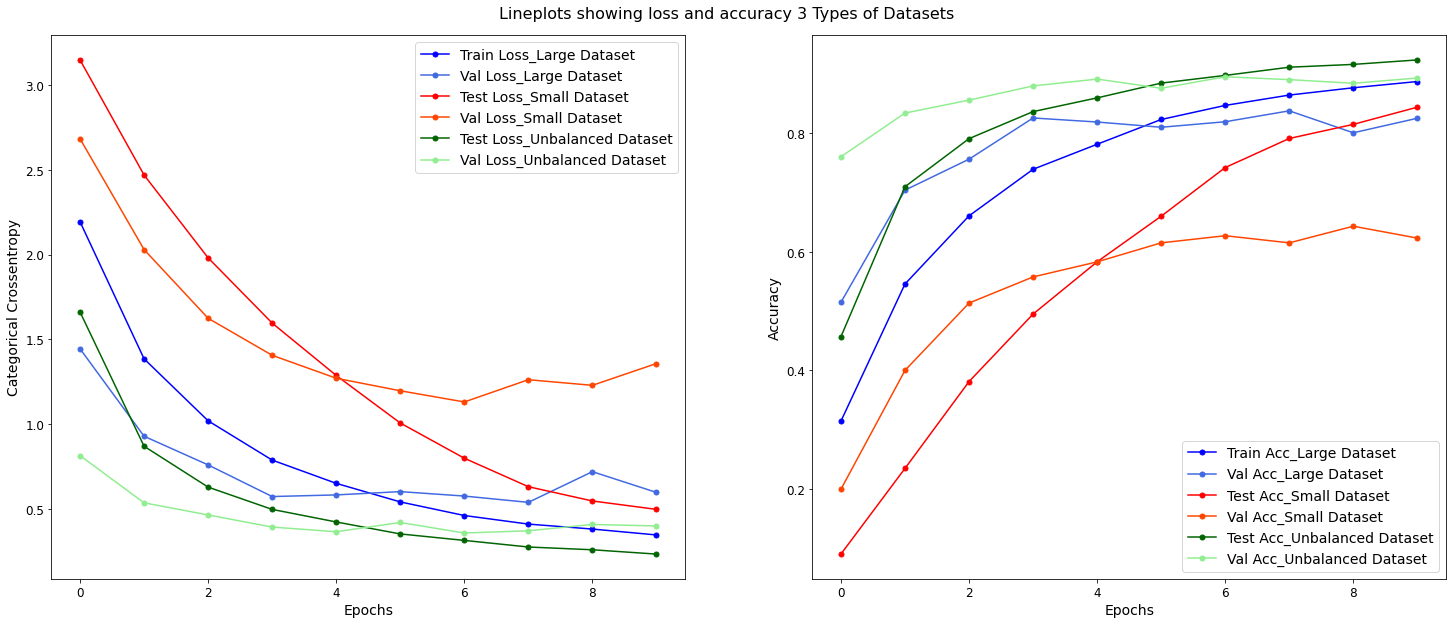 Lineplots showing loss and accuracy 3 Types of Datasets
Categorical Crossentropy
3.0
2.5
2.0
1.5
1.0
0.5
0 2 4 6 8
Epochs
Train Loss_Large Dataset
Val Loss_Large Dataset
Test Loss_Small Dataset
Val Loss_Small Dataset
Test Loss_Unbalanced Dataset
Val Loss_Unbalanced Dataset
Accuracy
0.8
0.6
0.4
0.2
0 2 4 6 8
Epochs
Train Acc_Large Dataset
Val Acc_Large Dataset
Test Acc_Small Dataset
Val Acc_Small Dataset
Test Acc_Unbalanced Dataset
Val Acc_Unbalanced Dataset